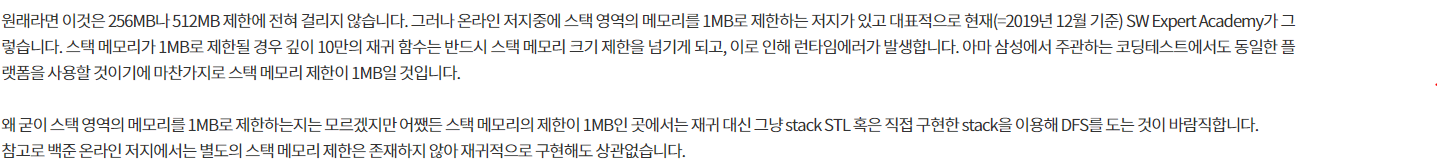 원래라면 이것은 256MB나 512MB 제한에 전혀 걸리지 않습니다. 그러나 온라인 저지중에 스택 영역의 메모리를 1MB로 제한하는 저지가 있고 대표적으로 현재(=2019년 12월 기준) SW Expert Academy가 그
렇습니다. 스택 메모리가 1MB로 제한될 경우 깊이 10만의 재귀 함수는 반드시 스택 메모리 크기 제한을 넘기게 되고, 이로 인해 런타임에러가 발생합니다. 아마 삼성에서 주관하는 코딩테스트에서도 동일한 플
랫폼을 사용할 것이기에 마찬가지로 스택 메모리 제한이 1MB일 것입니다.
왜 굳이 스택 영역의 메모리를 1MB로 제한하는지는 모르겠지만 어쨌든 스택 메모리의 제한이 1MB인 곳에서는 재귀 대신 그냥 stack STL 혹은 직접 구현한 stack을 이용해 DFS를 도는 것이 바람직합니다.
참고로 백준 온라인 저지에서는 별도의 스택 메모리 제한은 존재하지 않아 재귀적으로 구현해도 상관없습니다.